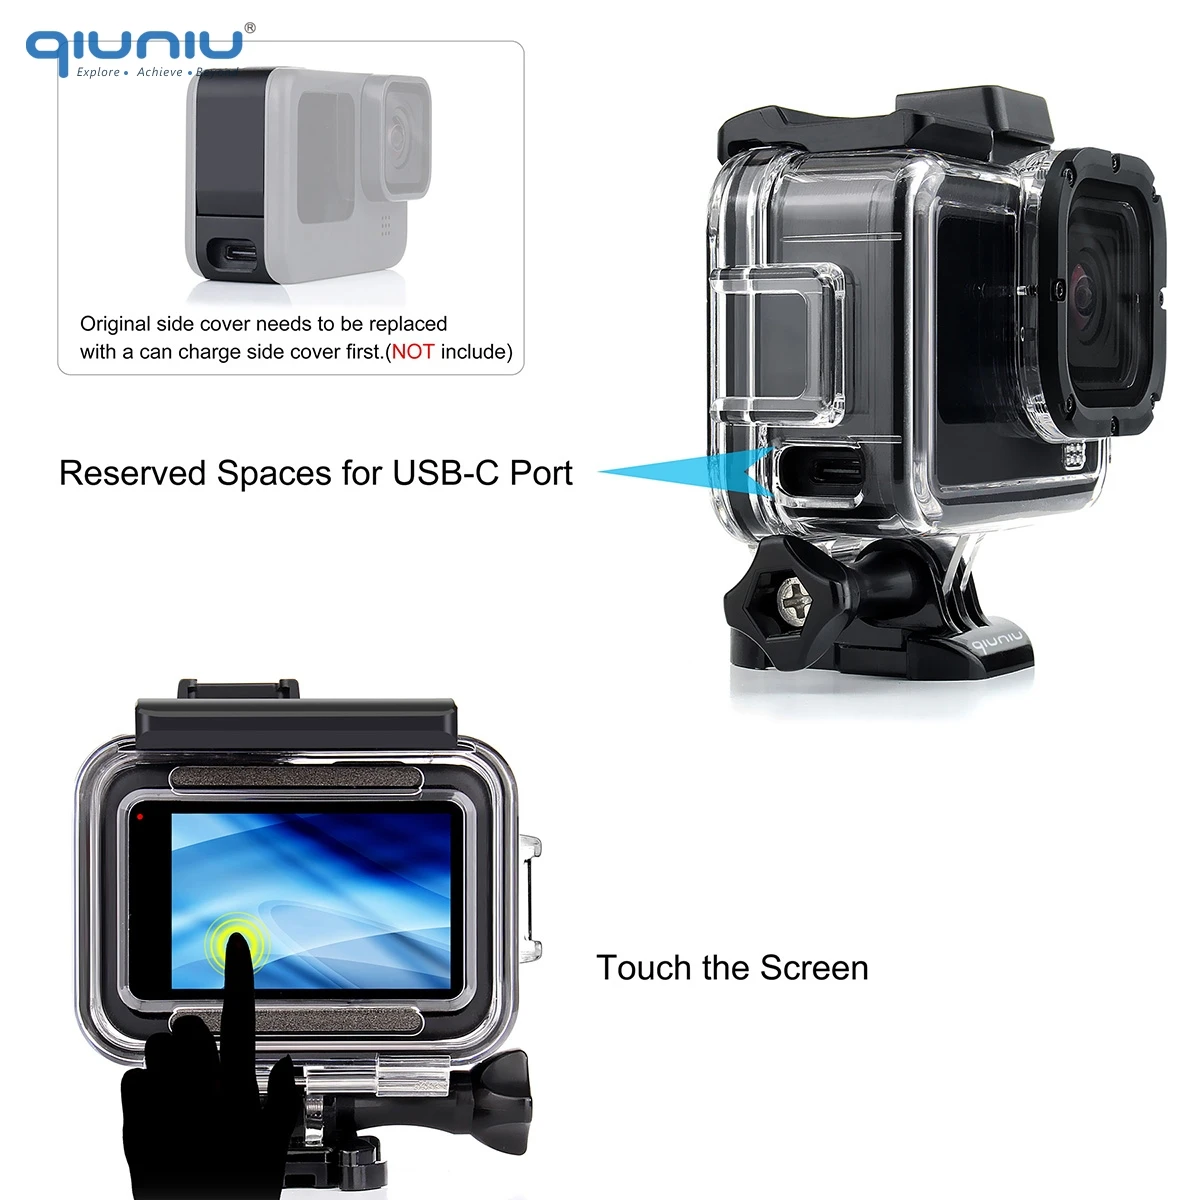 QIUNIU®
Explore • Achieve • Beyond
Original side cover needs to be replaced
with a can charge side cover first.(NOT include)
Reserved Spaces for USB-C Port
QIUNIU
Touch the Screen